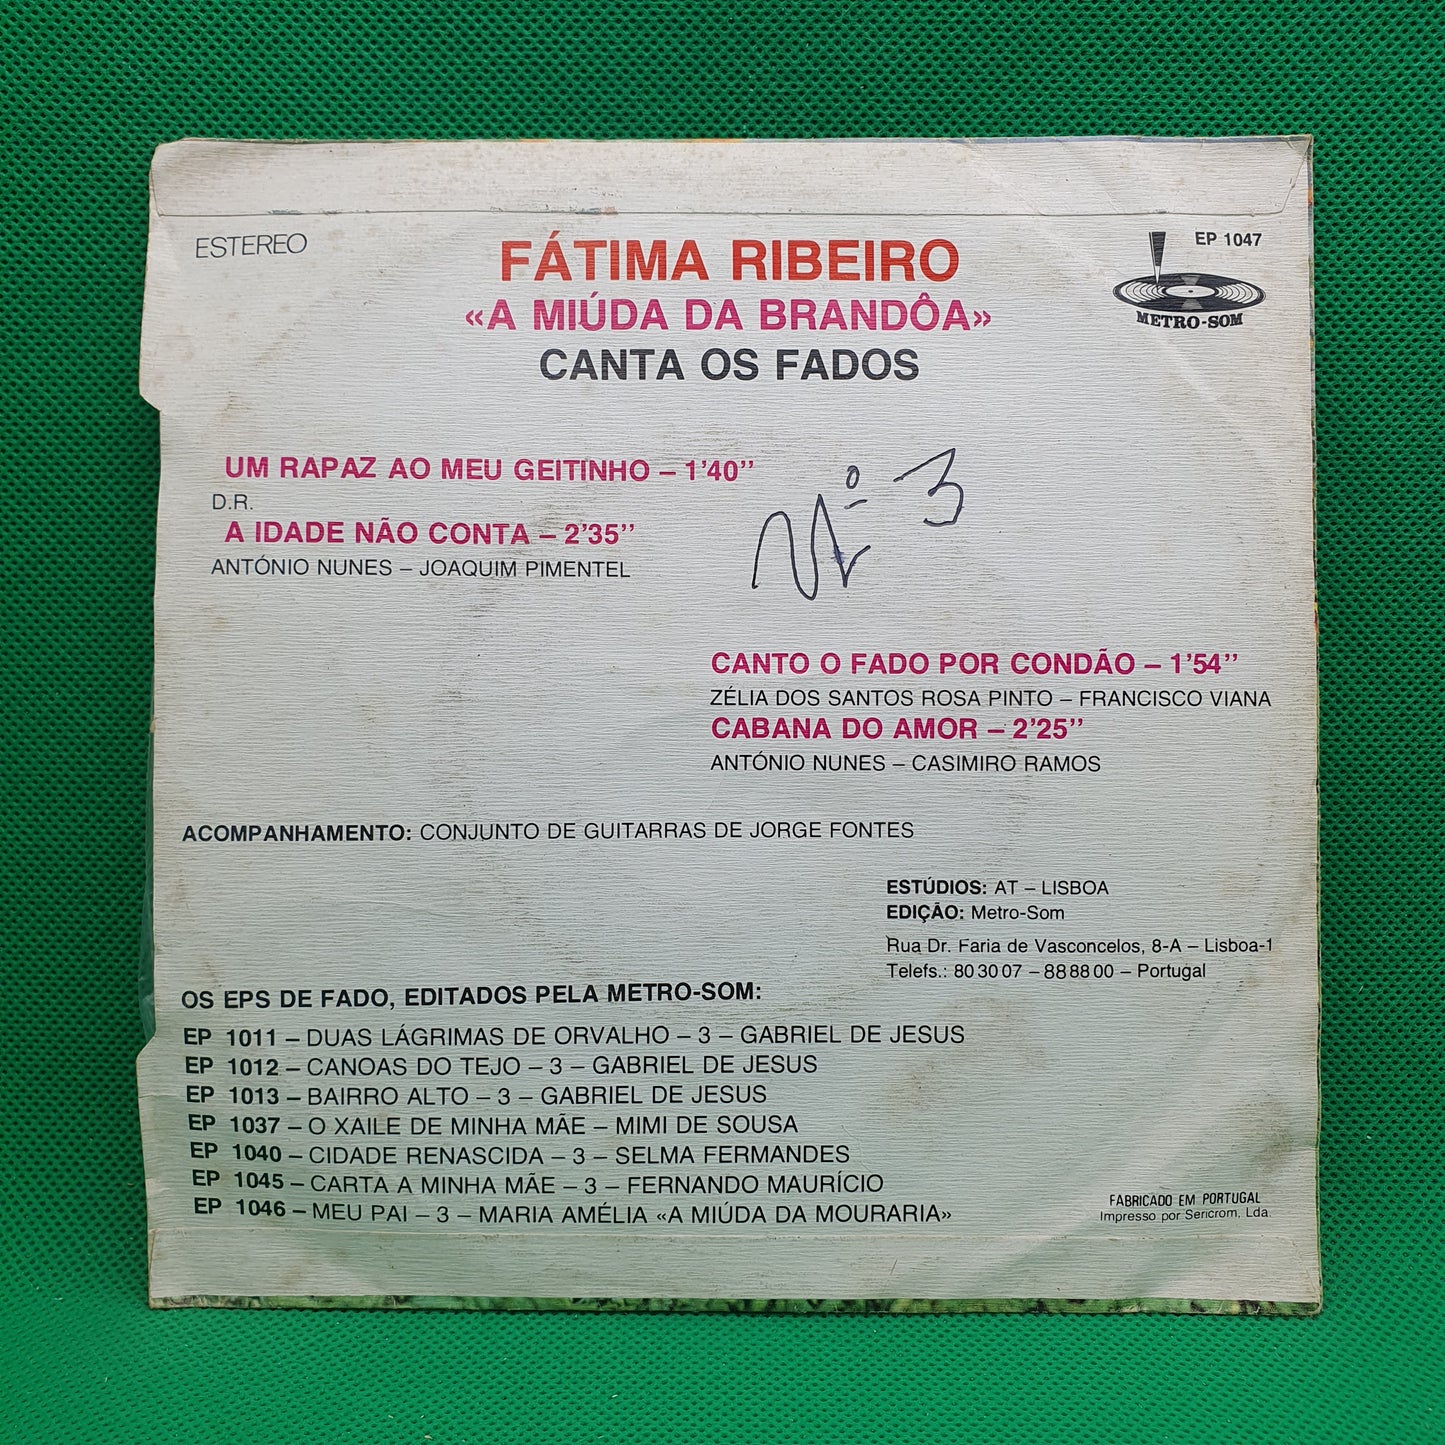 ESTEREO
FÁTIMA RIBEIRO
«A MIÚDA DA BRANDÔA»
CANTA OS FADOS
EP 1047
METRO-SOM
UM RAPAZ AO MEU GEITINHO – 1'40''
D.R.
A IDADE NÃO CONTA – 2'35''
ANTÓNIO NUNES – JOAQUIM PIMENTEL
Nº 3
CANTO O FADO POR CONDÃO – 1'54''
ZÉLIA DOS SANTOS ROSA PINTO – FRANCISCO VIANA
CABANA DO AMOR – 2'25''
ANTÓNIO NUNES – CASIMIRO RAMOS
ACOMPANHAMENTO: CONJUNTO DE GUITARRAS DE JORGE FONTES
ESTÚDIOS: AT – LISBOA
EDIÇÃO: Metro-Som
Rua Dr. Faria de Vasconcelos, 8-A – Lisboa-1
Telefs.: 80 30 07 – 88 88 00 – Portugal
OS EPS DE FADO, EDITADOS PELA METRO-SOM:
EP 1011 – DUAS LÁGRIMAS DE ORVALHO – 3 – GABRIEL DE JESUS
EP 1012 – CANOAS DO TEJO – 3 – GABRIEL DE JESUS
EP 1013 – BAIRRO ALTO – 3 – GABRIEL DE JESUS
EP 1037 – O XAILE DE MINHA MÃE – MIMI DE SOUSA
EP 1040 – CIDADE RENASCIDA – 3 – SELMA FERMANDES
EP 1045 – CARTA A MINHA MÃE – 3 – FERNANDO MAURÍCIO
EP 1046 – MEU PAI – 3 – MARIA AMÉLIA «A MIÚDA DA MOURARIA»
FABRICADO EM PORTUGAL
Impresso por Sericrom, Lda.